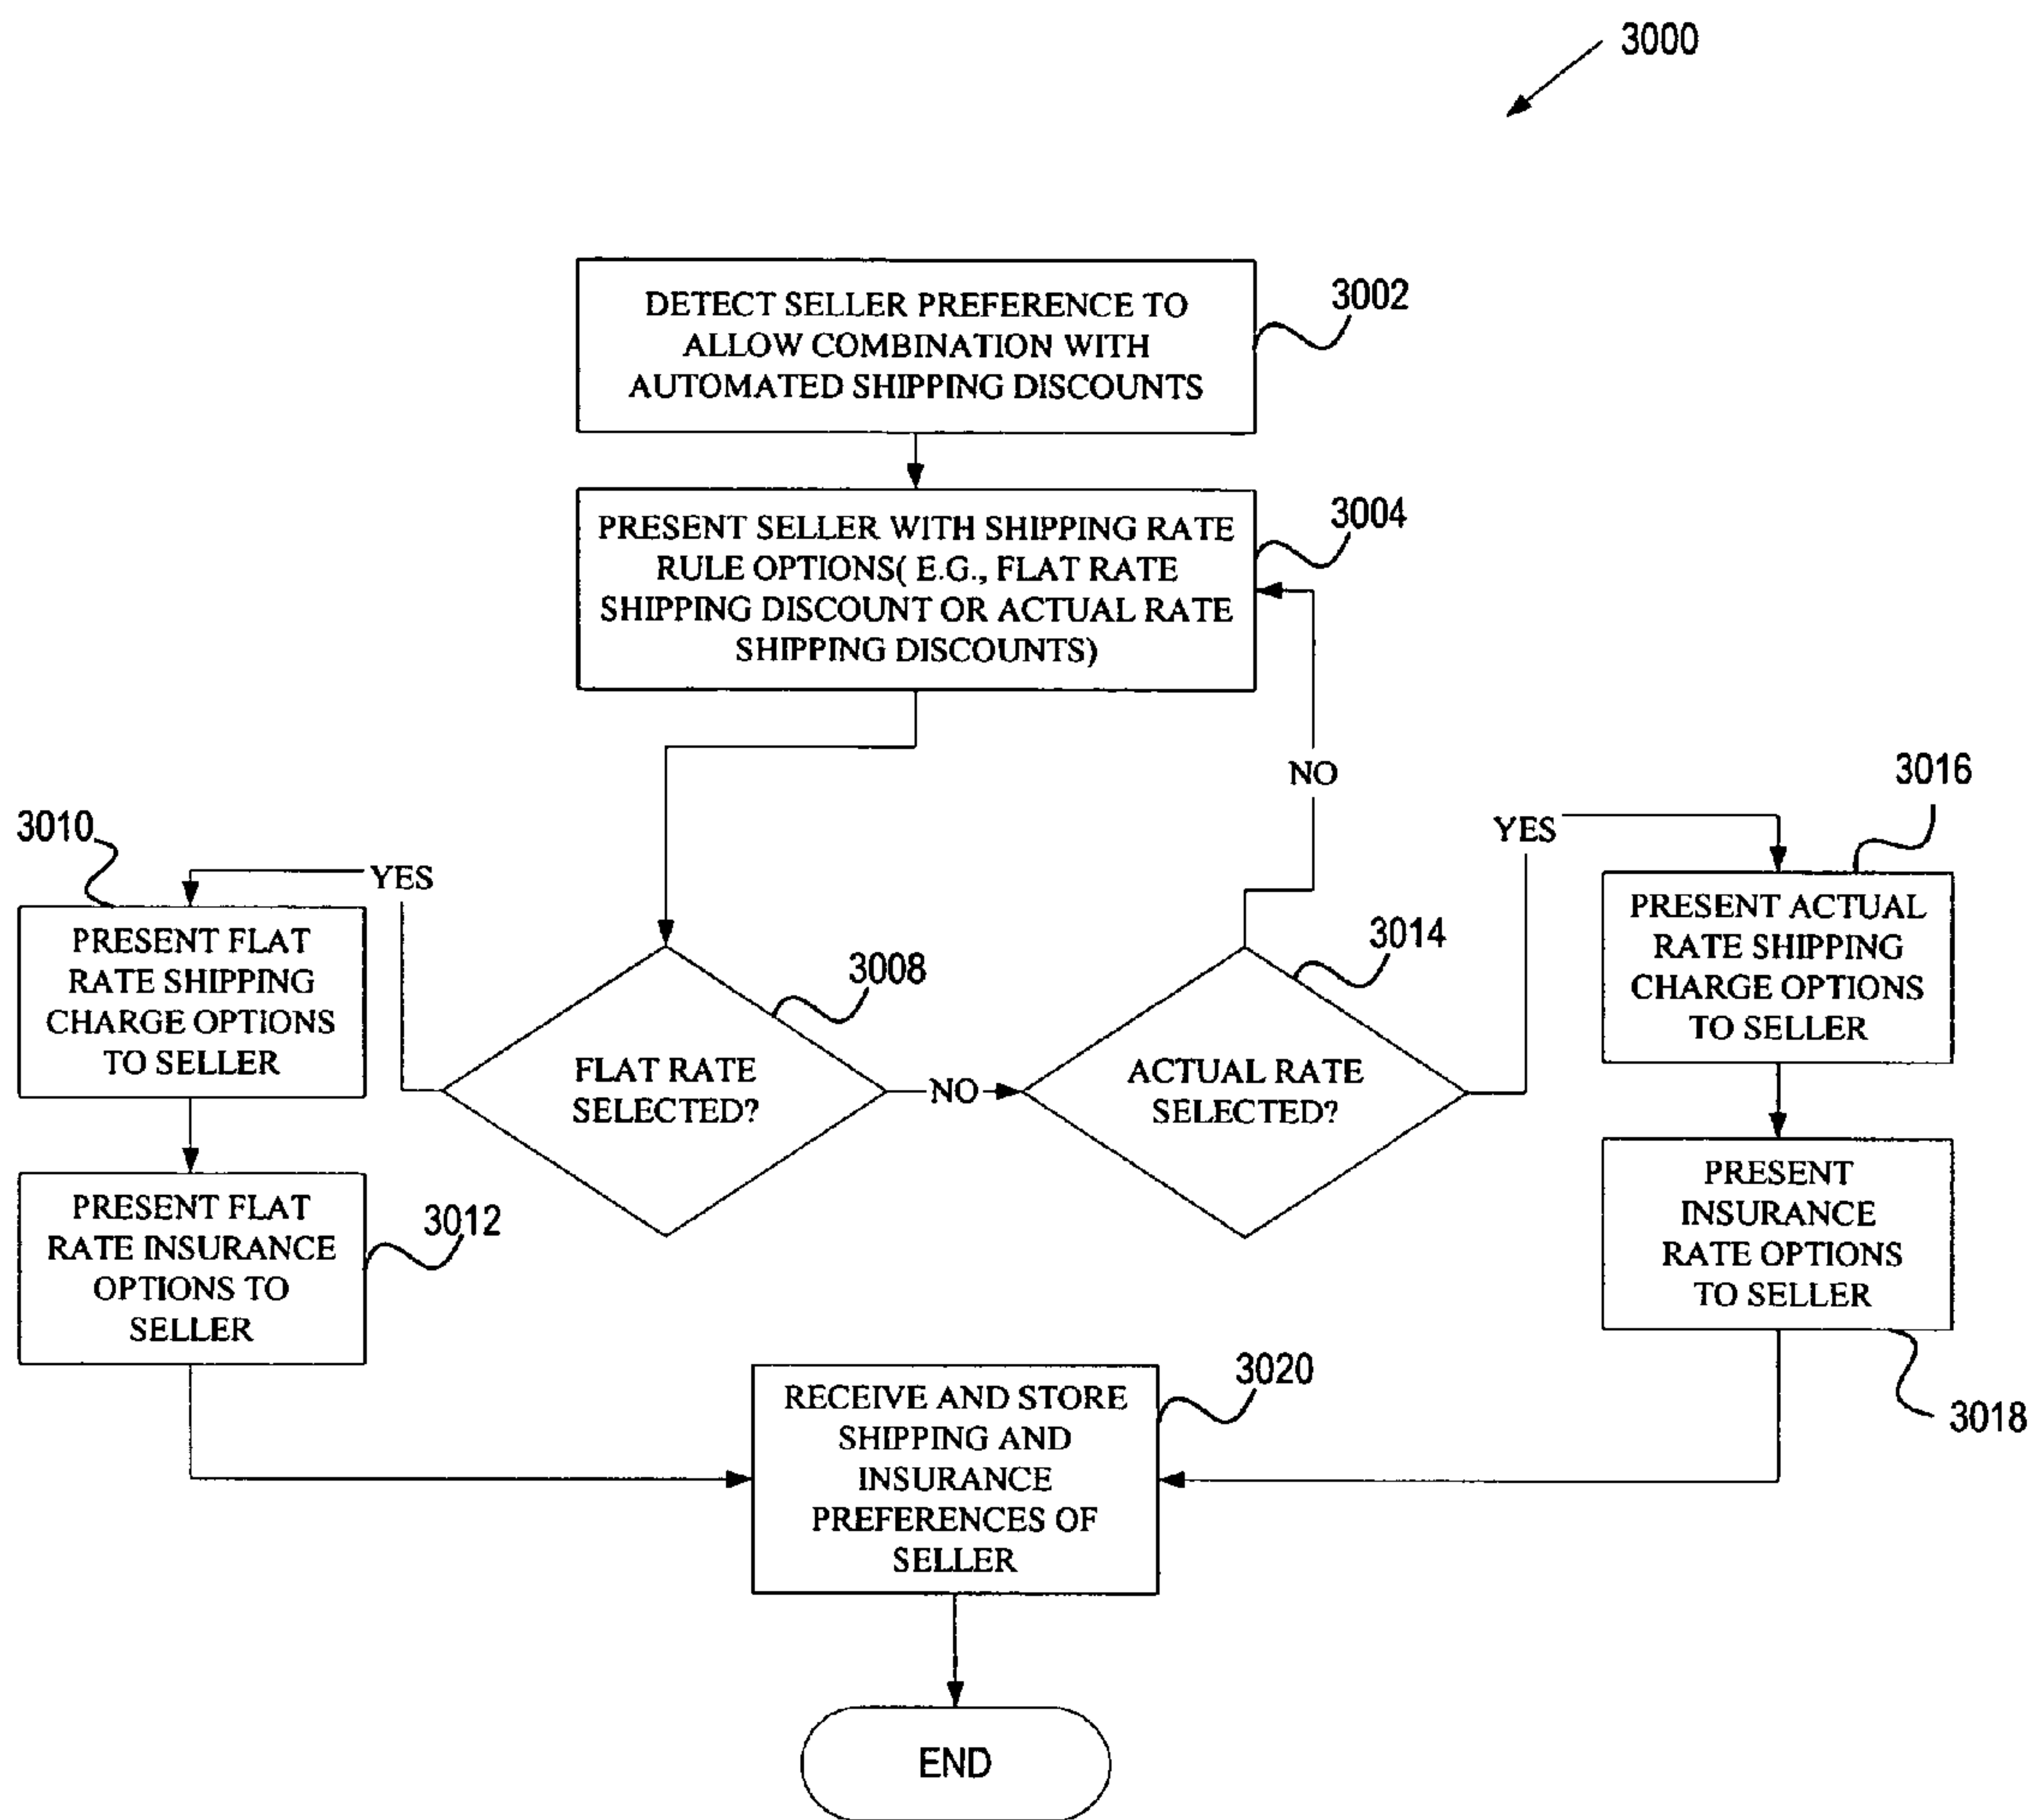 3000
DETECT SELLER PREFERENCE TO
ALLOW COMBINATION WITH
AUTOMATED SHIPPING DISCOUNTS
3002
PRESENT SELLER WITH SHIPPING RATE
RULE OPTIONS( E.G., FLAT RATE
SHIPPING DISCOUNT OR ACTUAL RATE
SHIPPING DISCOUNTS)
3004
NO
3010
YES
PRESENT FLAT
RATE SHIPPING
CHARGE OPTIONS
TO SELLER
3008
FLAT RATE
SELECTED?
NO
3014
ACTUAL RATE
SELECTED?
YES
3016
PRESENT ACTUAL
RATE SHIPPING
CHARGE OPTIONS
TO SELLER
PRESENT FLAT
RATE INSURANCE
OPTIONS TO
SELLER
3012
PRESENT
INSURANCE
RATE OPTIONS
TO SELLER
3018
RECEIVE AND STORE
SHIPPING AND
INSURANCE
PREFERENCES OF
SELLER
3020
END